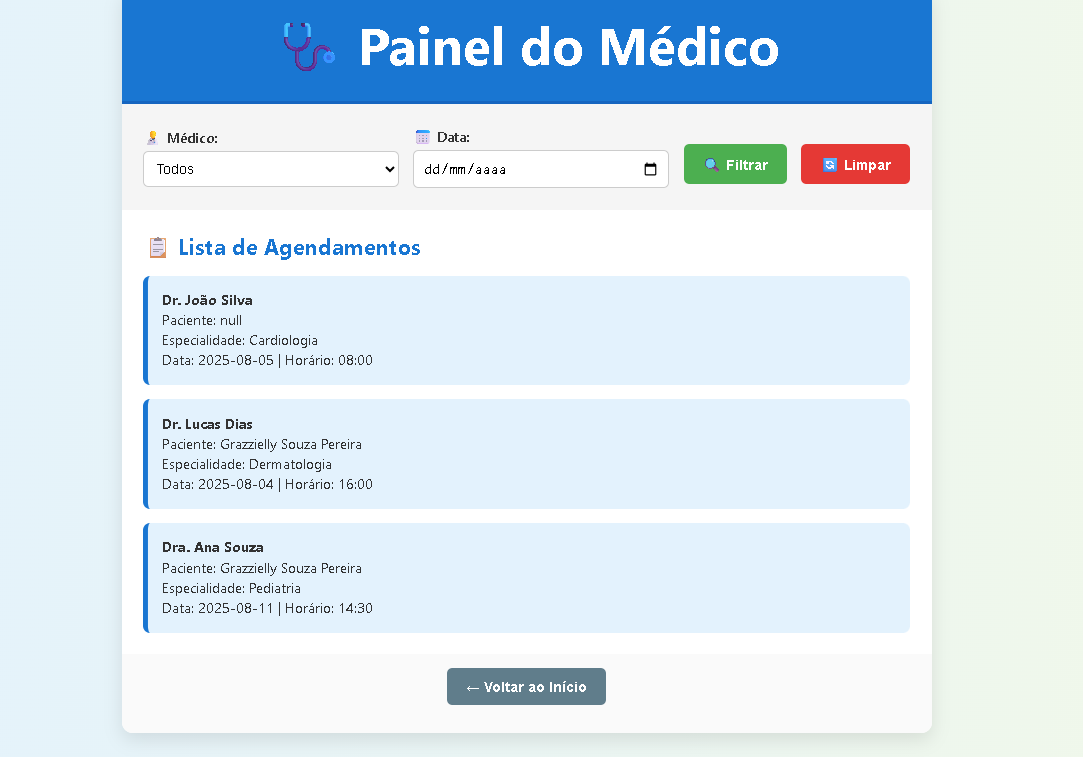 Painel do Médico
Médico:
Data:
Todos
dd/mm/aaaa
Filtrar
Limpar
Lista de Agendamentos
Dr. João Silva
Paciente: null
Especialidade: Cardiologia
Data: 2025-08-05 | Horário: 08:00
Dr. Lucas Dias
Paciente: Grazzielly Souza Pereira
Especialidade: Dermatologia
Data: 2025-08-04 | Horário: 16:00
Dra. Ana Souza
Paciente: Grazzielly Souza Pereira
Especialidade: Pediatria
Data: 2025-08-11 | Horário: 14:30
← Voltar ao Início